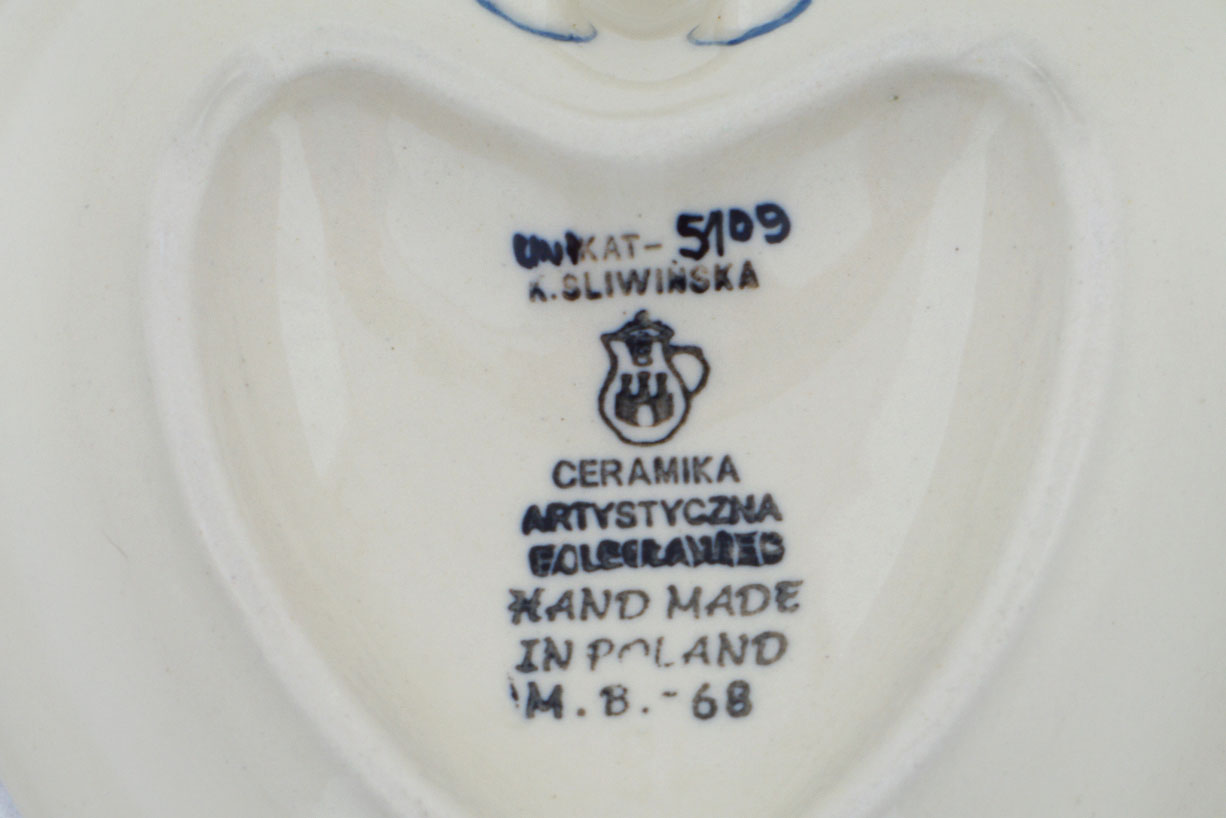 UNIKAT- 5109
K. SLIWIŃSKA
CERAMIKA
ARTYSTYCZNA
HAND MADE
IN POLAND
M.B.-68